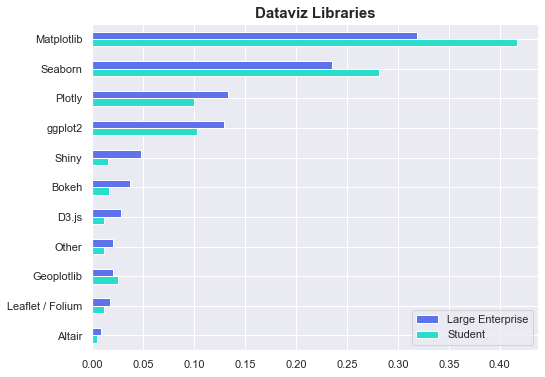 Dataviz Libraries
Matplotlib
Seaborn
Plotly
ggplot2
Shiny
Bokeh
D3.js
Other
Geoplotlib
Leaflet / Folium
Altair
Large Enterprise
Student
0.00 0.05 0.10 0.15 0.20 0.25 0.30 0.35 0.40